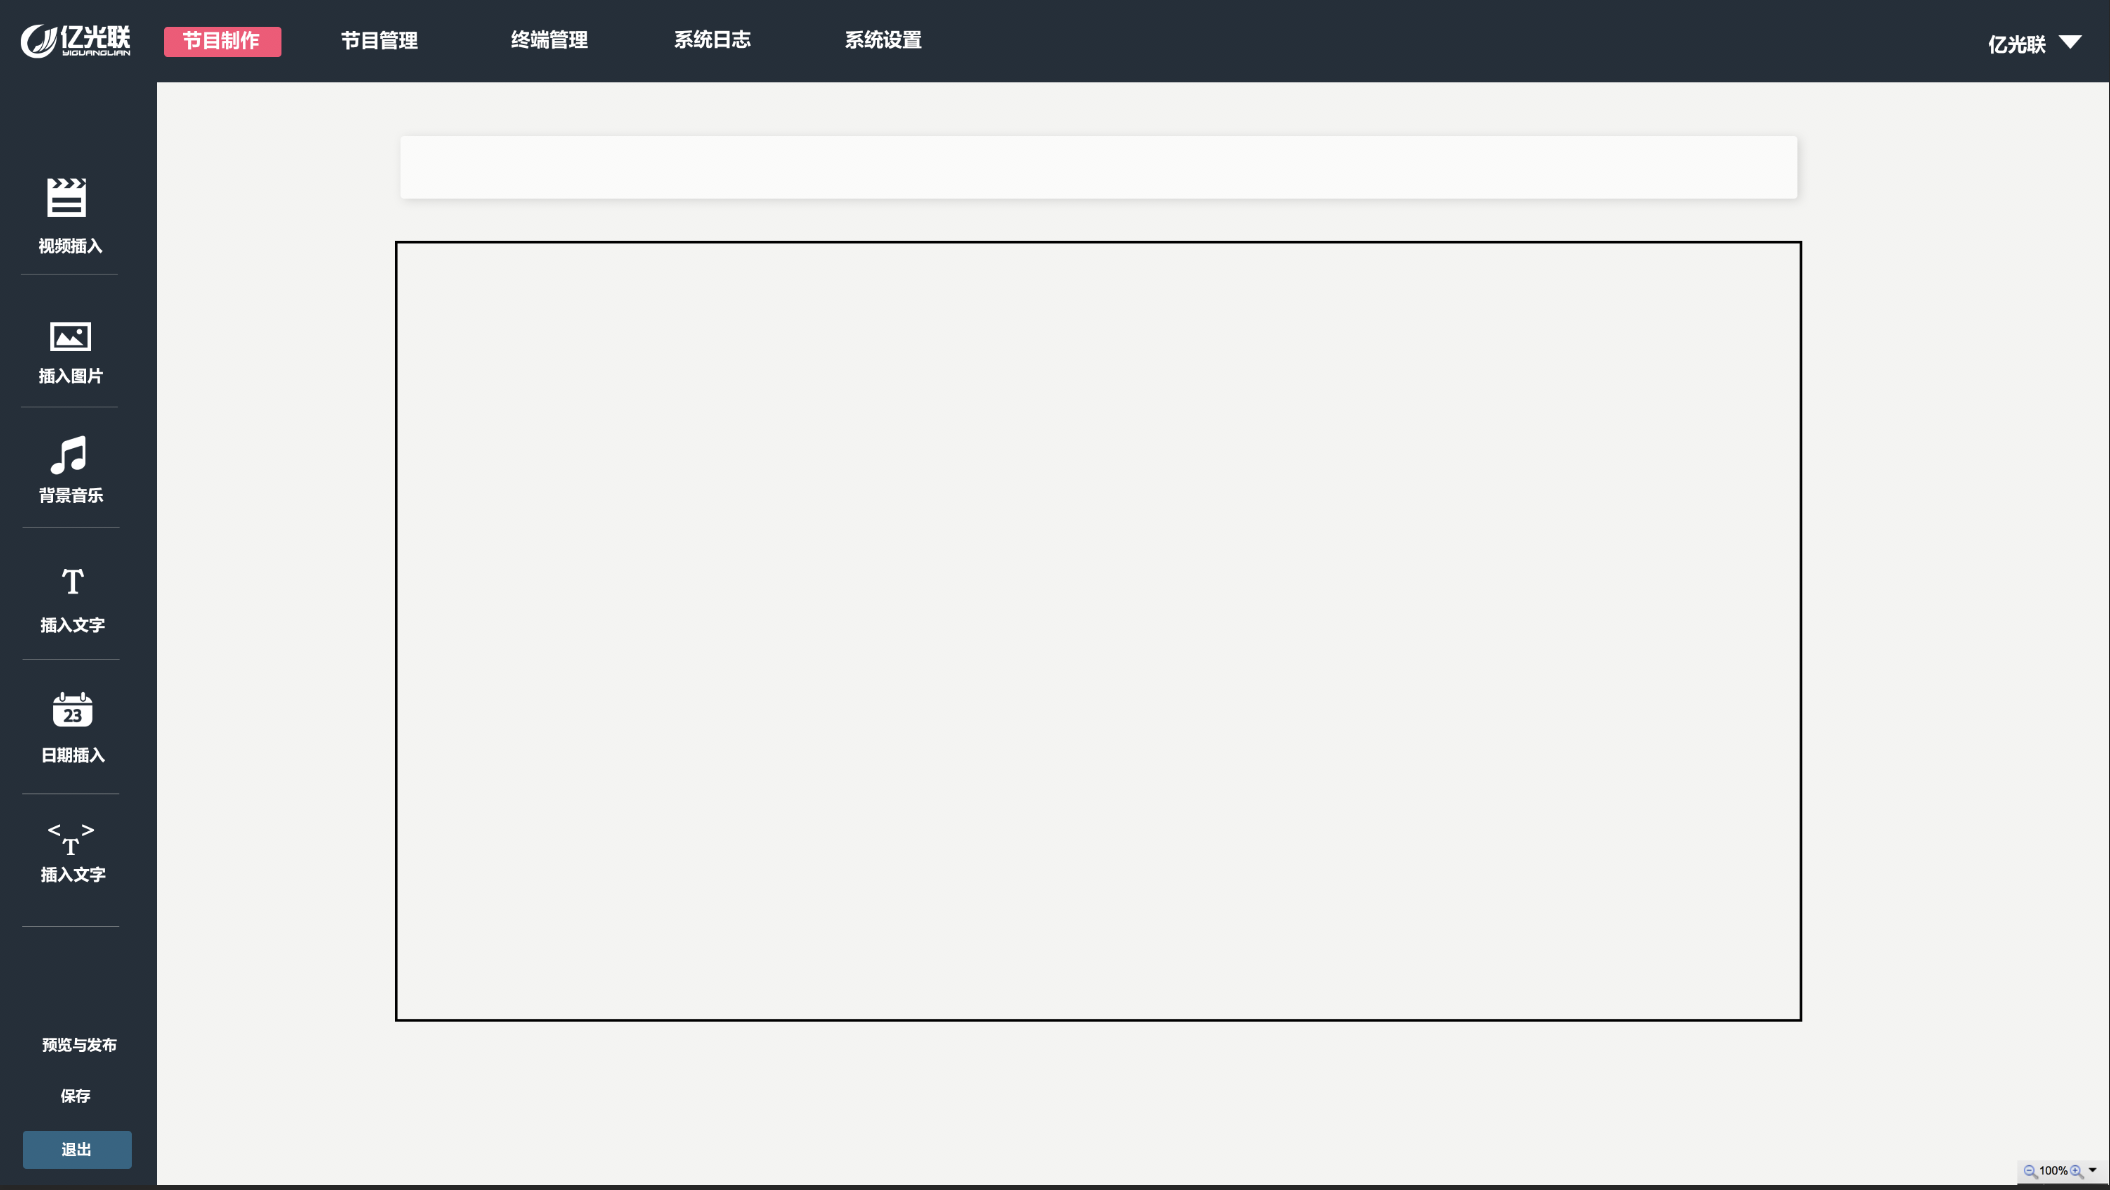 亿光联
YIGUANGLIAN
节目制作
节目管理
终端管理
系统日志
系统设置
亿光联
视频插入
插入图片
背景音乐
T
插入文字
23
日期插入
<T>
插入文字
预览与发布
保存
退出
100%